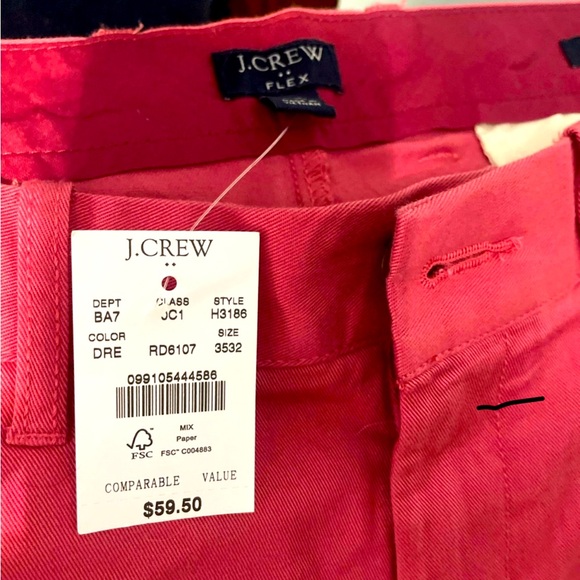 J.CREW
FLEX
J.CREW
DEPT CLASS STYLE
BA7 JC1 H3186
COLOR SIZE
DRE RD6107 3532
099105444586
MIX
Paper
FSC FSC™ C004883
COMPARABLE VALUE
$59.50